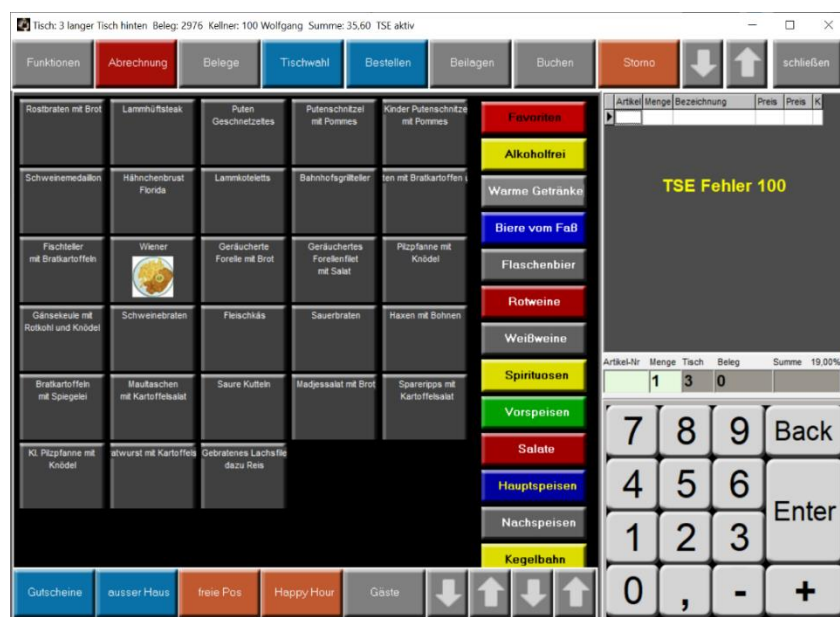 Tisch: 3 langer Tisch hinten Beleg: 2976 Kellner: 100 Wolfgang Summe: 35,60 TSE aktiv
Funktionen Abrechnung Belege Tischwahl Bestellen Beilagen Buchen Storno schließen
Rostbraten mit Brot
Lammhüftsteak
Puten
Geschnetzeltes
Putenschnitzel
mit Pommes
Kinder Putenschnitze
mit Pommes
Schweinemedaillon
Hähnchenbrust
Florida
Lammkoteletts
Bahnhofsgrillteller
ten mit Bratkartoffen
Fischteller
mit Bratkartoffeln
Wiener
Geräucherte
Forelle mit Brot
Geräuchertes
Forellenfilet
mit Salat
Pilzpfanne mit
Knödel
Gänsekeule mit
Rotkohl und Knödel
Schweinebraten
Fleischkäs
Sauerbraten
Haxen mit Bohnen
Bratkartoffeln
mit Spiegelei
Maultaschen
mit Kartoffelsalat
Saure Kutteln
Madjessalat mit Brot
Spareripps mit
Kartoffelsalat
Kl. Pilzpfanne mit
Knödel
atwurst mit Kartoffels
Gebratenes Lachsfile
dazu Reis
Favoriten
Alkoholfrei
Warme Getränke
Biere vom Faß
Flaschenbier
Rotweine
Weißweine
Spirituosen
Vorspeisen
Salate
Hauptspeisen
Nachspeisen
Kegelbahn
Artikel Menge Bezeichnung Preis Preis K
TSE Fehler 100
Artikel-Nr Menge Tisch Beleg Summe 19,00%
1 3 0
7 8 9 Back
4 5 6
Enter
1 2 3
0 , - +
Gutscheine ausser Haus freie Pos Happy Hour Gäste